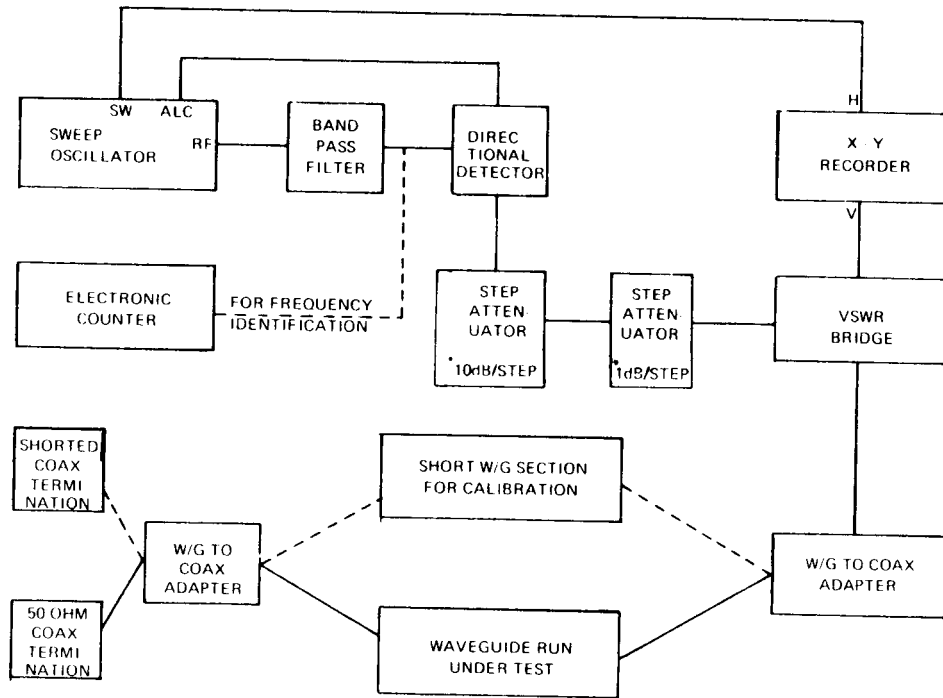 SW
ALC
SWEEP
OSCILLATOR
RF
BAND
PASS
FILTER
DIREC
TIONAL
DETECTOR
H
X - Y
RECORDER
V
ELECTRONIC
COUNTER
FOR FREQUENCY
IDENTIFICATION
STEP
ATTEN-
UATOR
10dB/STEP
STEP
ATTEN-
UATOR
1dB/STEP
VSWR
BRIDGE
SHORTED
COAX
TERMI
NATION
SHORT W/G SECTION
FOR CALIBRATION
W/G TO
COAX
ADAPTER
W/G TO COAX
ADAPTER
50 OHM
COAX
TERMI
NATION
WAVEGUIDE RUN
UNDER TEST